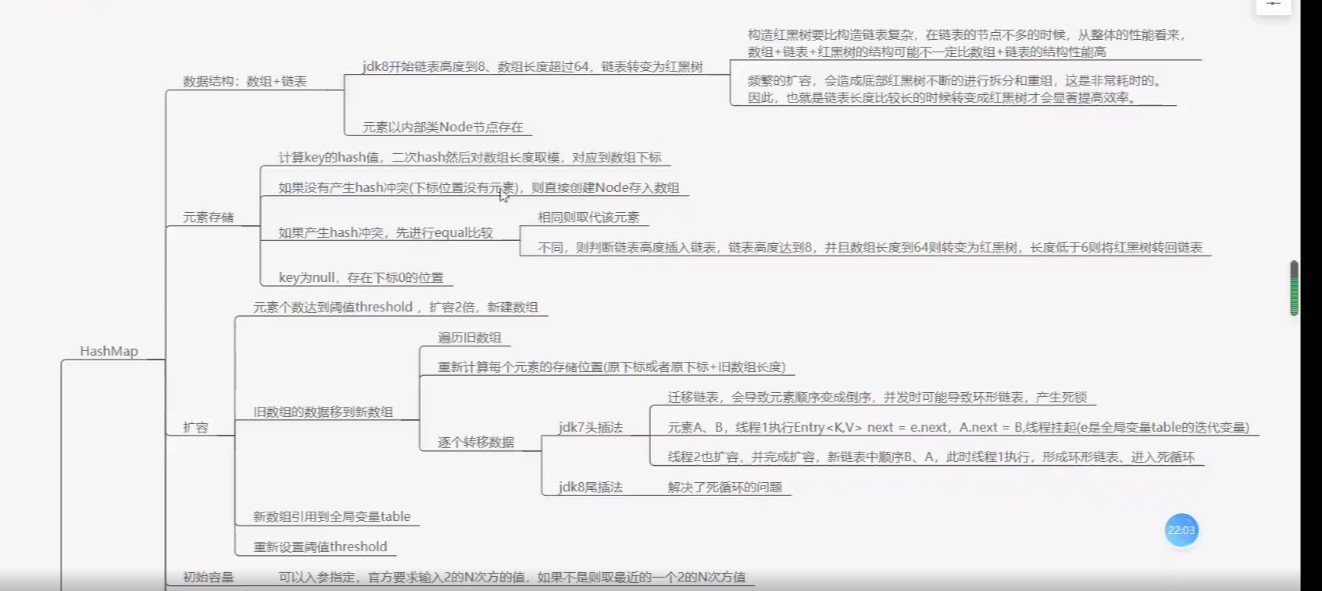 构造红黑树要比构造链表复杂，在链表的节点不多的时候，从整体的性能看来，
数组+链表+红黑树的结构可能不一定比数组+链表的结构性能高
jdk8开始链表高度到8、数组长度超过64，链表转变为红黑树
数据结构：数组+链表
频繁的扩容，会造成底部红黑树不断的进行拆分和重组，这是非常耗时的。
因此，也就是链表长度比较长的时候转变成红黑树才会显著提高效率。
元素以内部类Node节点存在
计算key的hash值，二次hash然后对数组长度取模，对应到数组下标
如果没有产生hash冲突(下标位置没有元素)，则直接创建Node存入数组
元素存储
如果产生hash冲突，先进行equal比较
相同则取代该元素
不同，则判断链表高度插入链表，链表高度达到8，并且数组长度到64则转变为红黑树，长度低于6则将红黑树转回链表
key为null，存在下标0的位置
元素个数达到阈值threshold，扩容2倍，新建数组
HashMap
遍历旧数组
重新计算每个元素的存储位置(原下标或者原下标+旧数组长度)
扩容
旧数组的数据移到新数组
迁移链表，会导致元素顺序变成倒序，并发时可能导致环形链表，产生死锁
jdk7头插法
元素A、B，线程1执行Entry<K,V> next = e.next，A.next = B,线程挂起(e是全局变量table的迭代变量)
逐个转移数据
线程2也扩容，并完成扩容，新链表中顺序B、A，此时线程1执行，形成环形链表、进入死循环
jdk8尾插法
解决了死循环的问题
新数组引用到全局变量table
重新设置阈值threshold
22:03
初始容量
可以入参指定，官方要求输入2的N次方的值，如果不是则取最近的一个2的N次方值